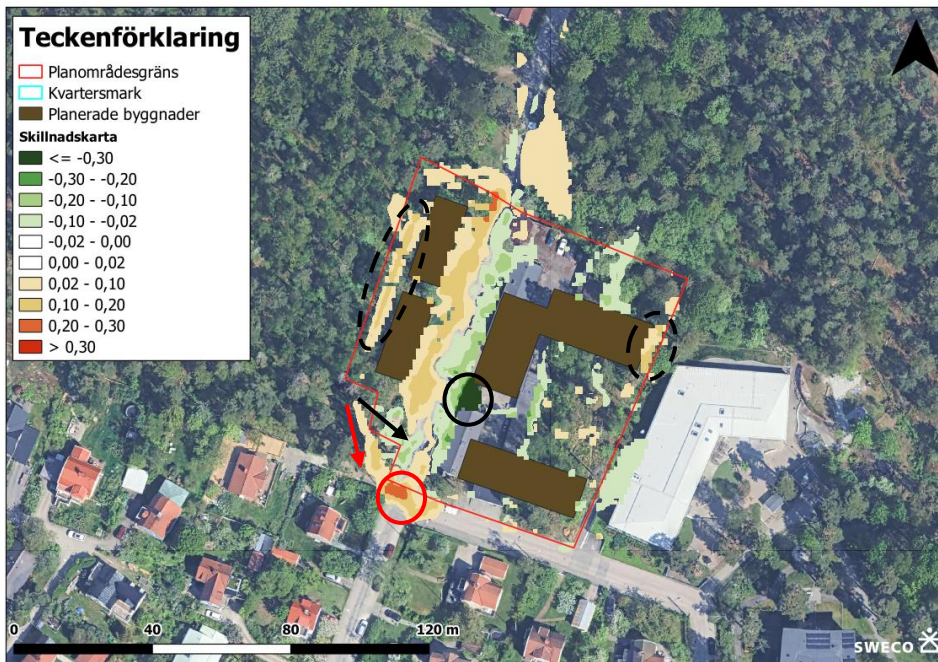 Teckenförklaring
Planområdesgräns
Kvartersmark
Planerade byggnader
Skillnadskarta
<= -0,30
-0,30 - -0,20
-0,20 - -0,10
-0,10 - -0,02
-0,02 - 0,00
0,00 - 0,02
0,02 - 0,10
0,10 - 0,20
0,20 - 0,30
> 0,30
0 40 80 120 m
SWECO